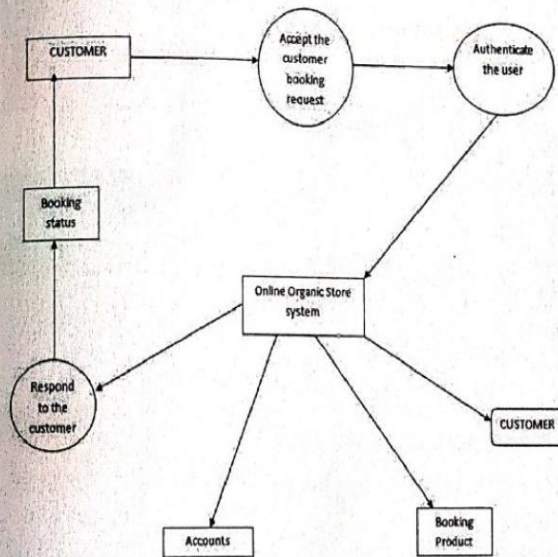 CUSTOMER
Accept the
customer
booking
request
Authenticate
the user
Booking
status
Online Organic Store
system
Respond
to the
customer
CUSTOMER
Accounts
Booking
Product